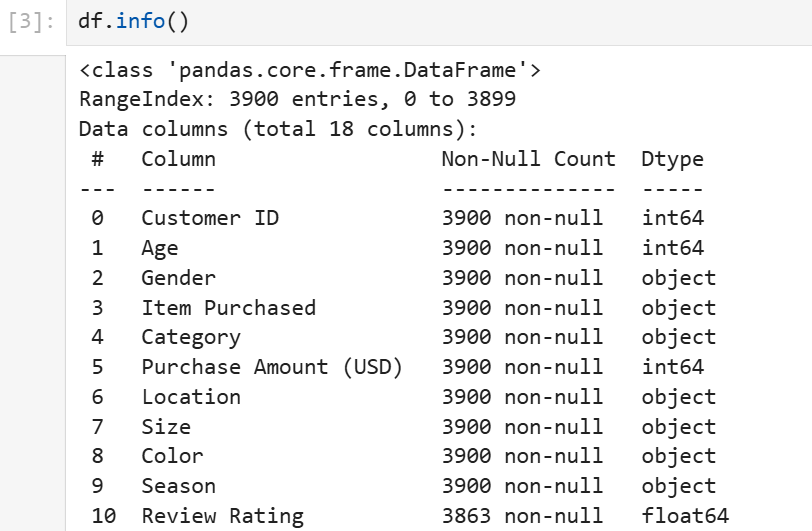 [3]: df.info()
<class 'pandas.core.frame.DataFrame'>
RangeIndex: 3900 entries, 0 to 3899
Data columns (total 18 columns):
 #   Column                  Non-Null Count  Dtype
---  ------                  --------------  -----
 0   Customer ID             3900 non-null   int64
 1   Age                     3900 non-null   int64
 2   Gender                  3900 non-null   object
 3   Item Purchased          3900 non-null   object
 4   Category                3900 non-null   object
 5   Purchase Amount (USD)   3900 non-null   int64
 6   Location                3900 non-null   object
 7   Size                    3900 non-null   object
 8   Color                   3900 non-null   object
 9   Season                  3900 non-null   object
 10  Review Rating           3863 non-null   float64